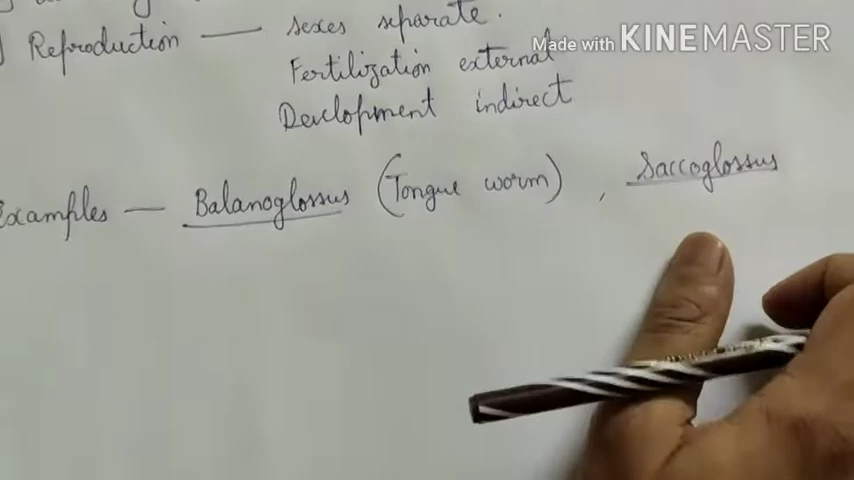 Made with KINEMASTER
Reproduction — sexes separate.
Fertilization external
Development indirect
Examples — Balanoglossus (Tongue worm) , Saccoglossus